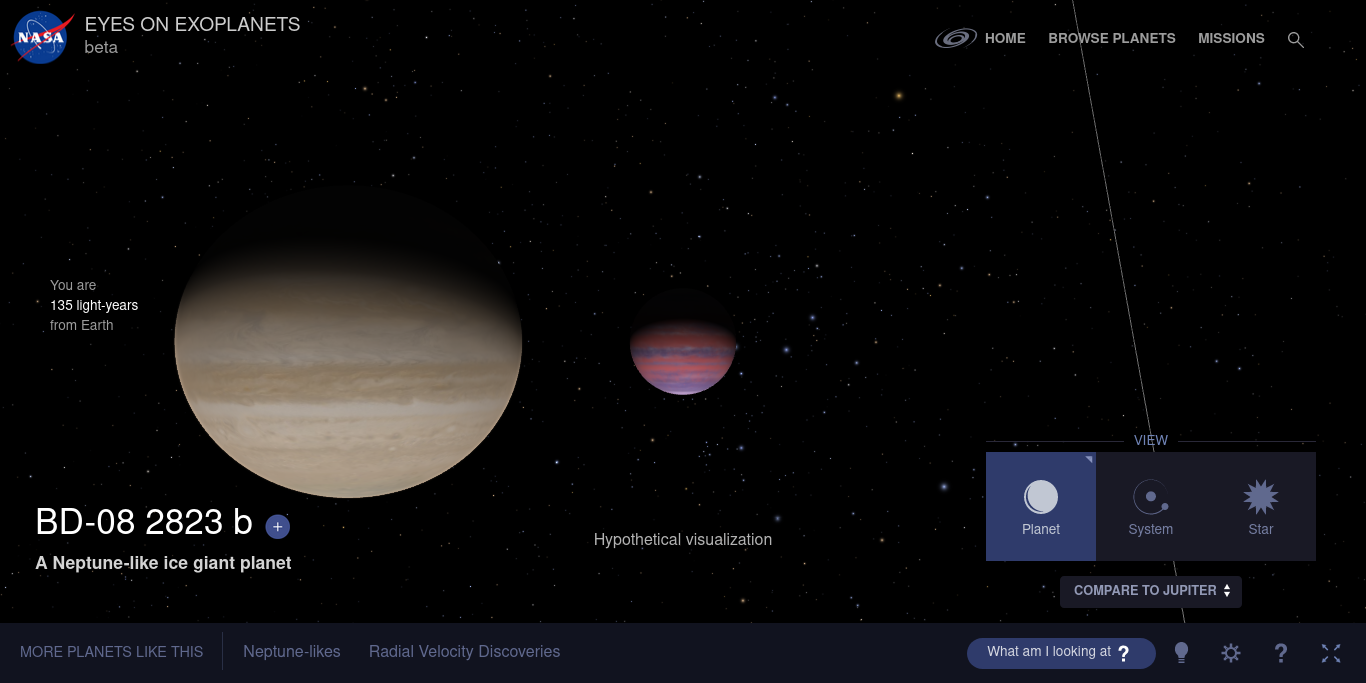 NASA
EYES ON EXOPLANETS
beta
HOME
BROWSE PLANETS
MISSIONS
You are
135 light-years
from Earth
BD-08 2823 b +
A Neptune-like ice giant planet
Hypothetical visualization
VIEW
Planet
System
Star
COMPARE TO JUPITER
MORE PLANETS LIKE THIS
Neptune-likes
Radial Velocity Discoveries
What am I looking at ?
?